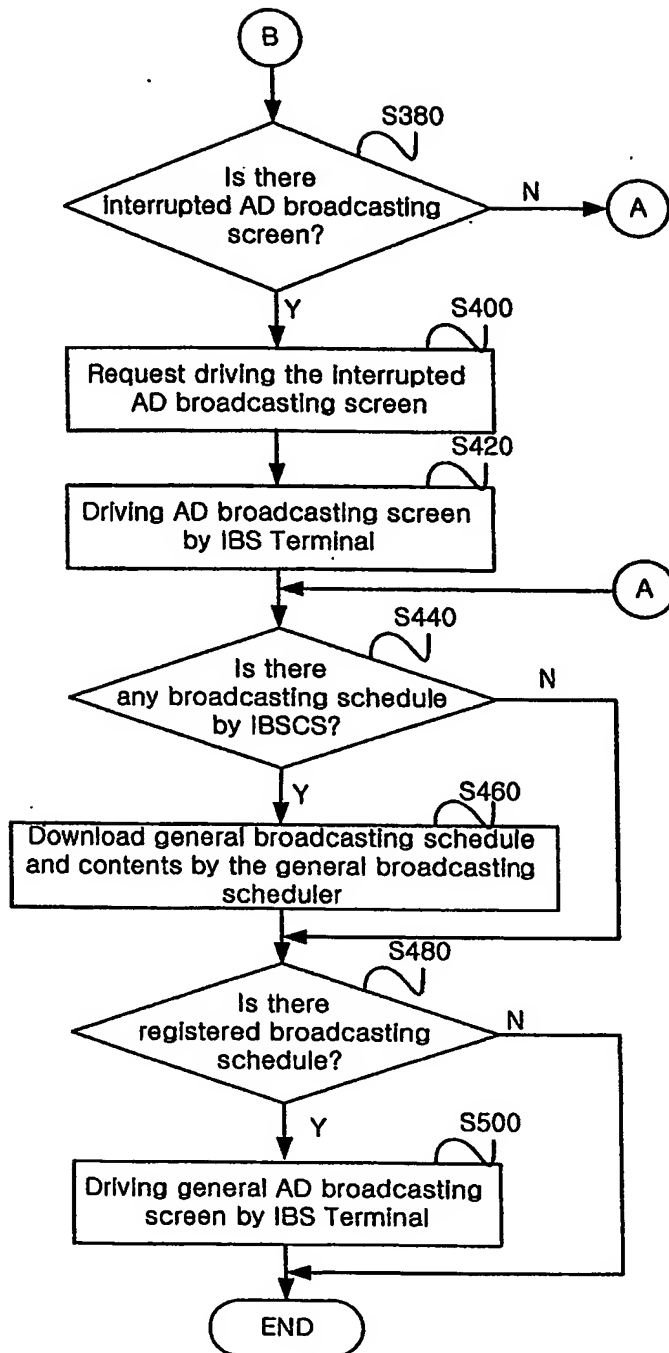 B
S380
Is there
interrupted AD broadcasting
screen?
N
A
Y
S400
Request driving the interrupted
AD broadcasting screen
S420
Driving AD broadcasting screen
by IBS Terminal
A
S440
Is there
any broadcasting schedule
by IBSCS?
N
Y
S460
Download general broadcasting schedule
and contents by the general broadcasting
scheduler
S480
Is there
registered broadcasting
schedule?
N
Y
S500
Driving general AD broadcasting
screen by IBS Terminal
END